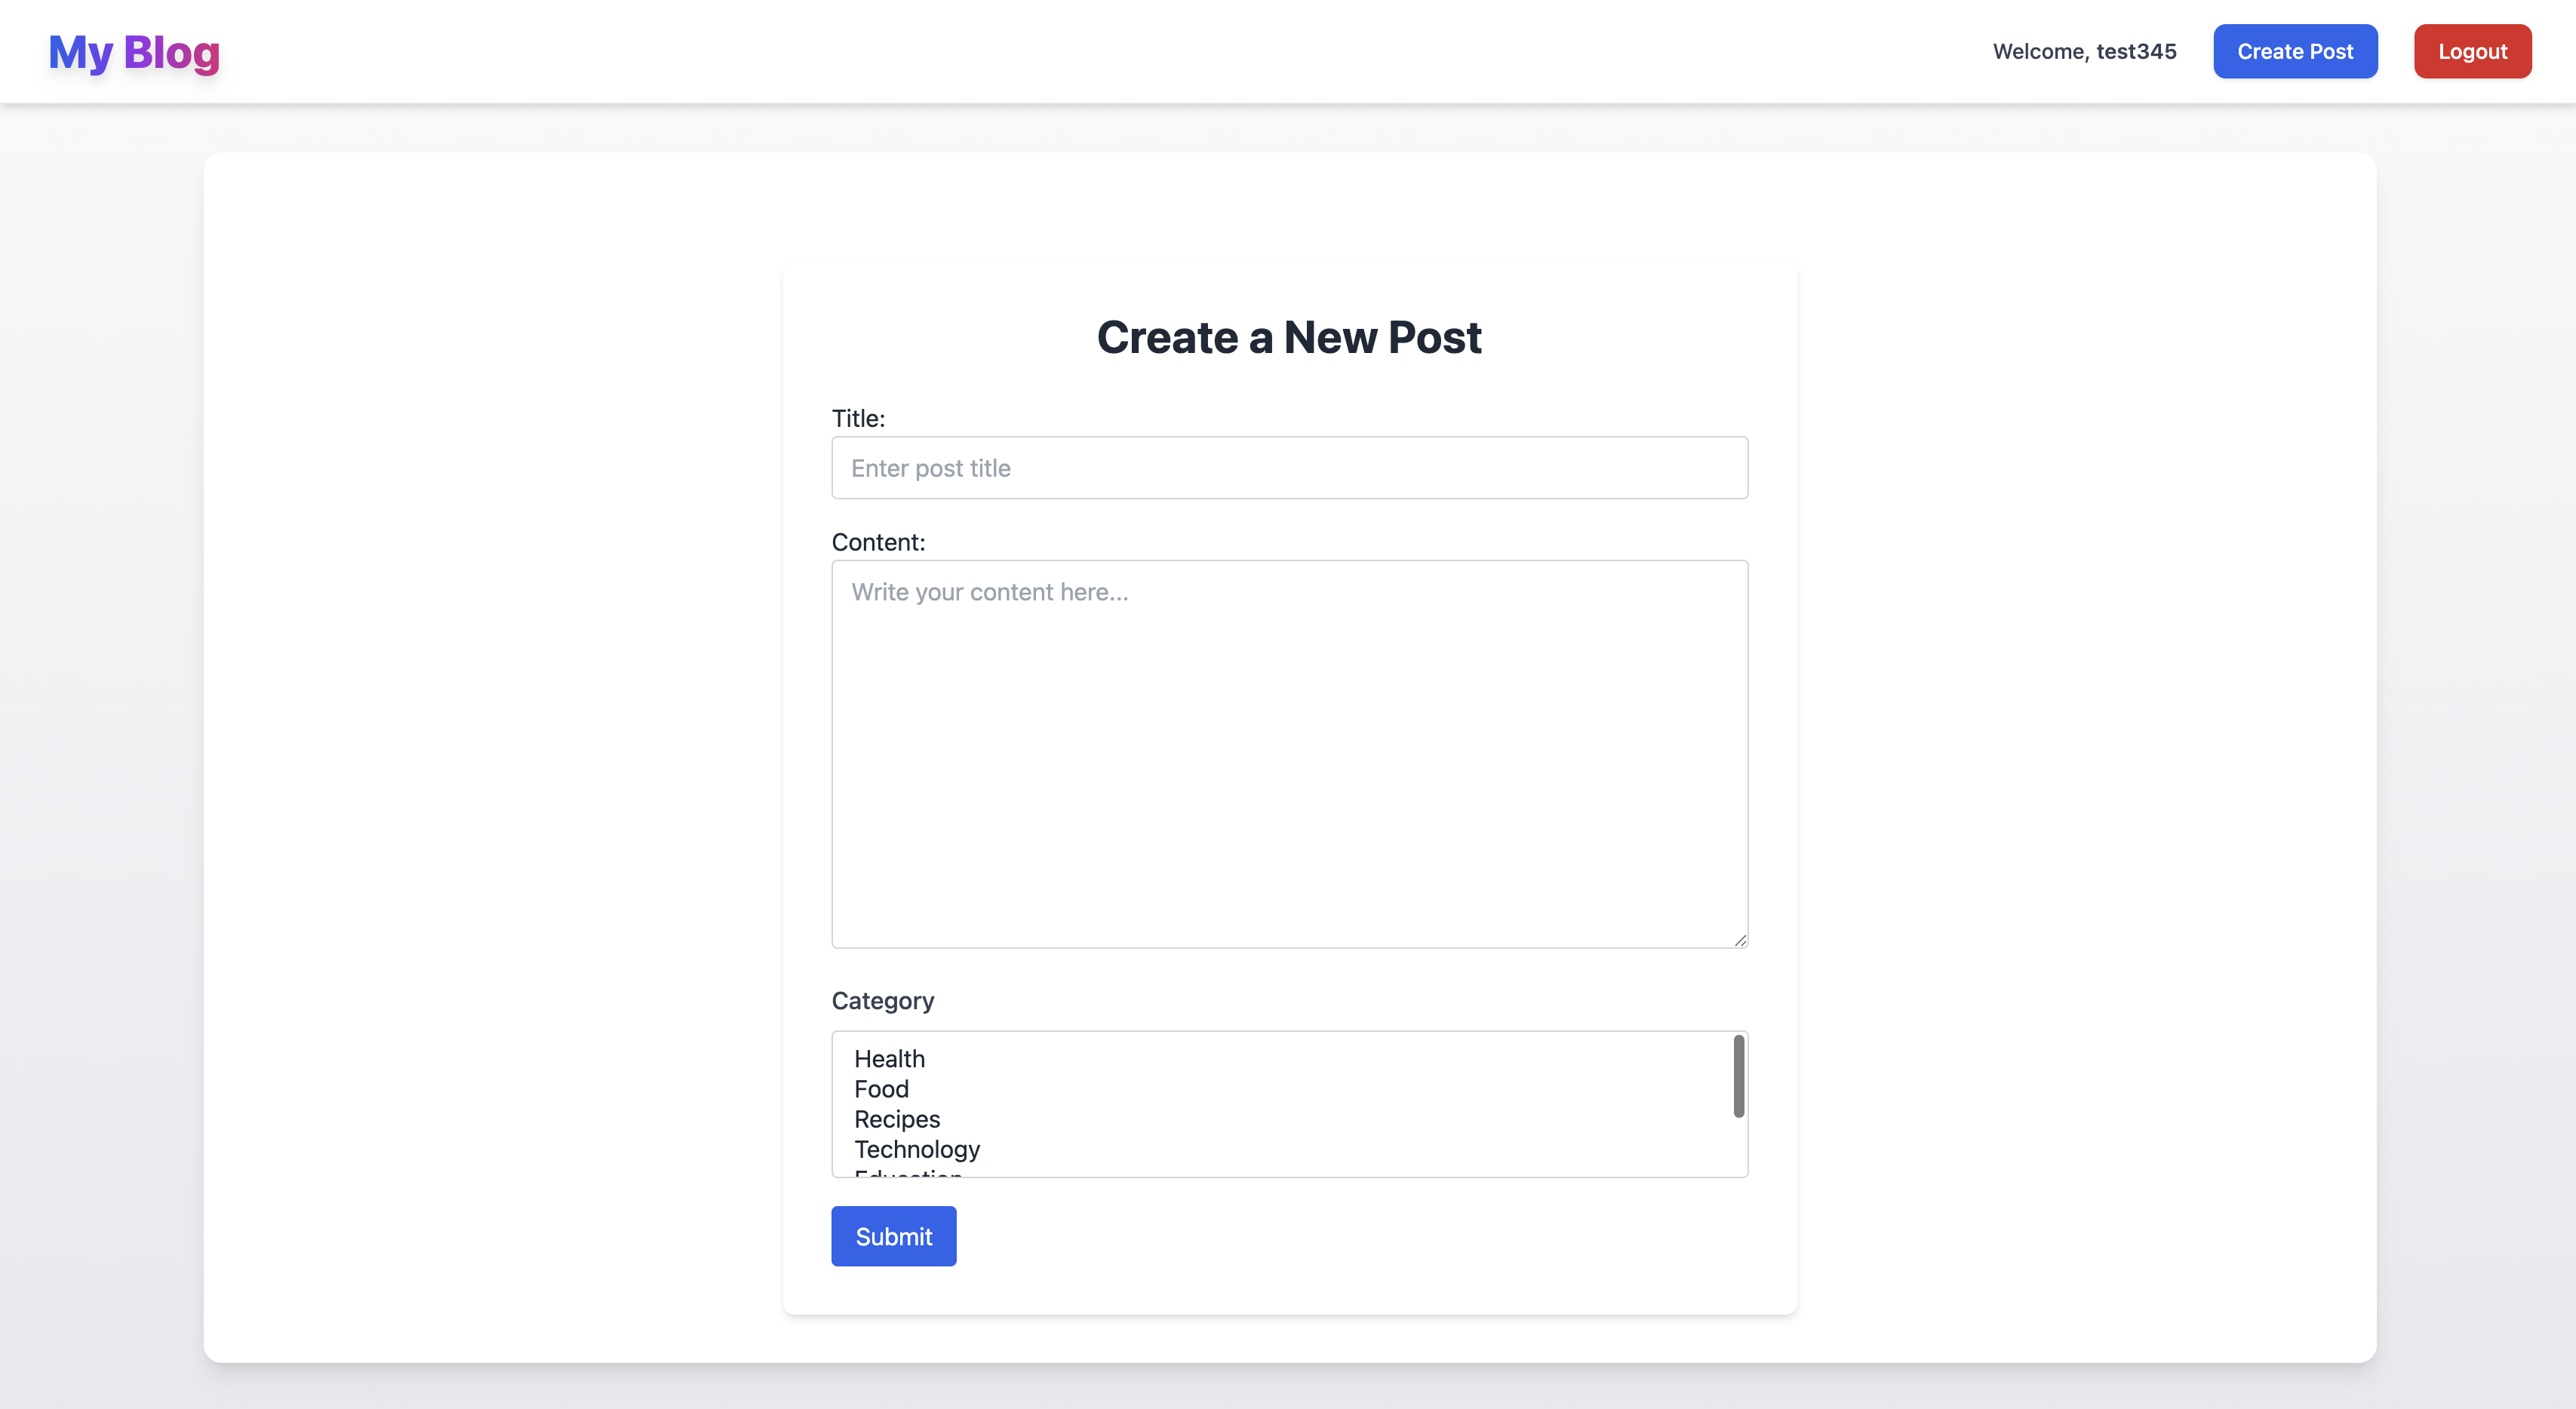 My Blog
Welcome, test345
Create Post
Logout
Create a New Post
Title:
Enter post title
Content:
Write your content here...
Category
Health
Food
Recipes
Technology
Education
Submit